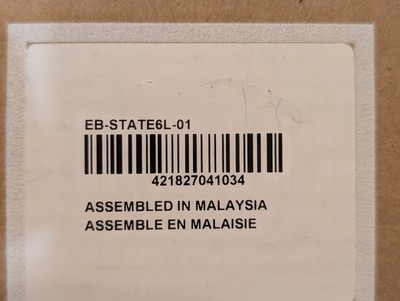 EB-STATE6L-01
421827041034
ASSEMBLED IN MALAYSIA
ASSEMBLE EN MALAISIE